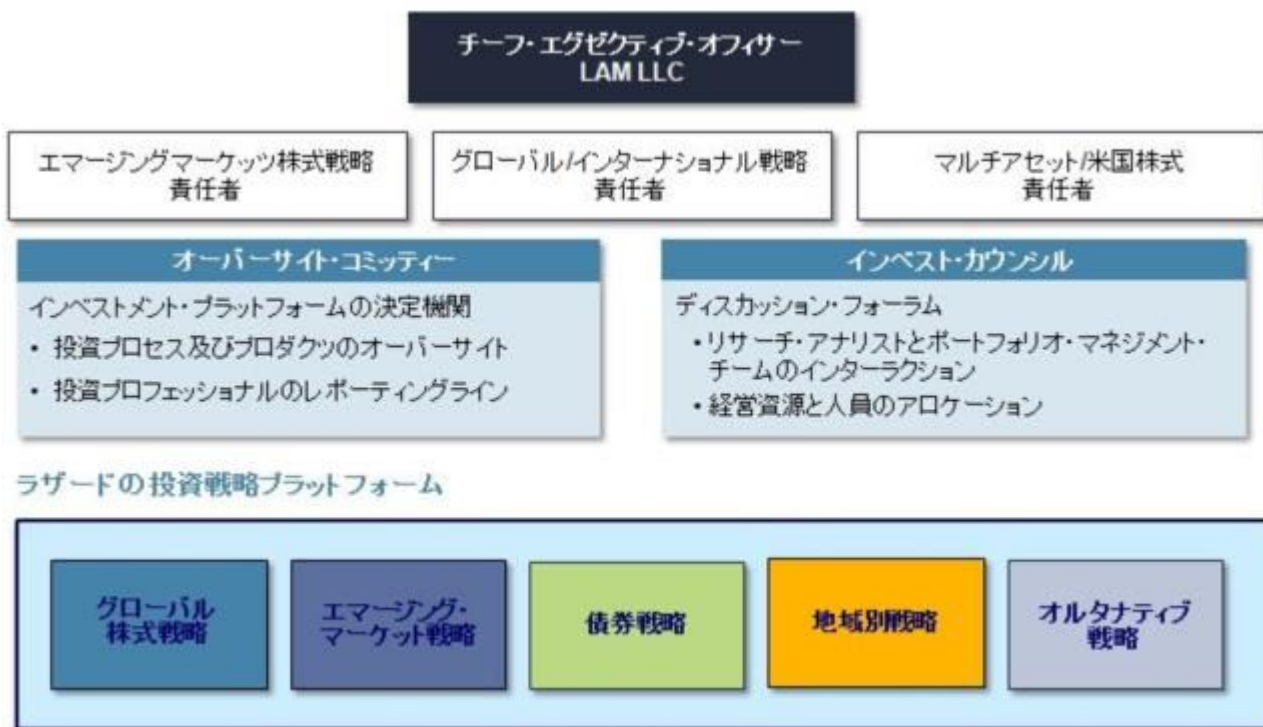 チーフ・エグゼクティブ・オフィサー
LAM LLC
エマージングマーケッツ株式戦略
責任者
グローバル/インターナショナル戦略
責任者
マルチアセット/米国株式
責任者
オーバーサイト・コミッティー
インベストメント・プラットフォームの決定機関
・ 投資プロセス及びプロダクツのオーバーサイト
・ 投資プロフェッショナルのレポーティングライン
インベスト・カウンシル
ディスカッション・フォーラム
・リサーチ・アナリストとポートフォリオ・マネジメント・
チームのインターラクション
・経営資源と人員のアロケーション
ラザードの投資戦略プラットフォーム
グローバル
株式戦略
エマージング・
マーケット戦略
債券戦略
地域別戦略
オルタナティブ
戦略